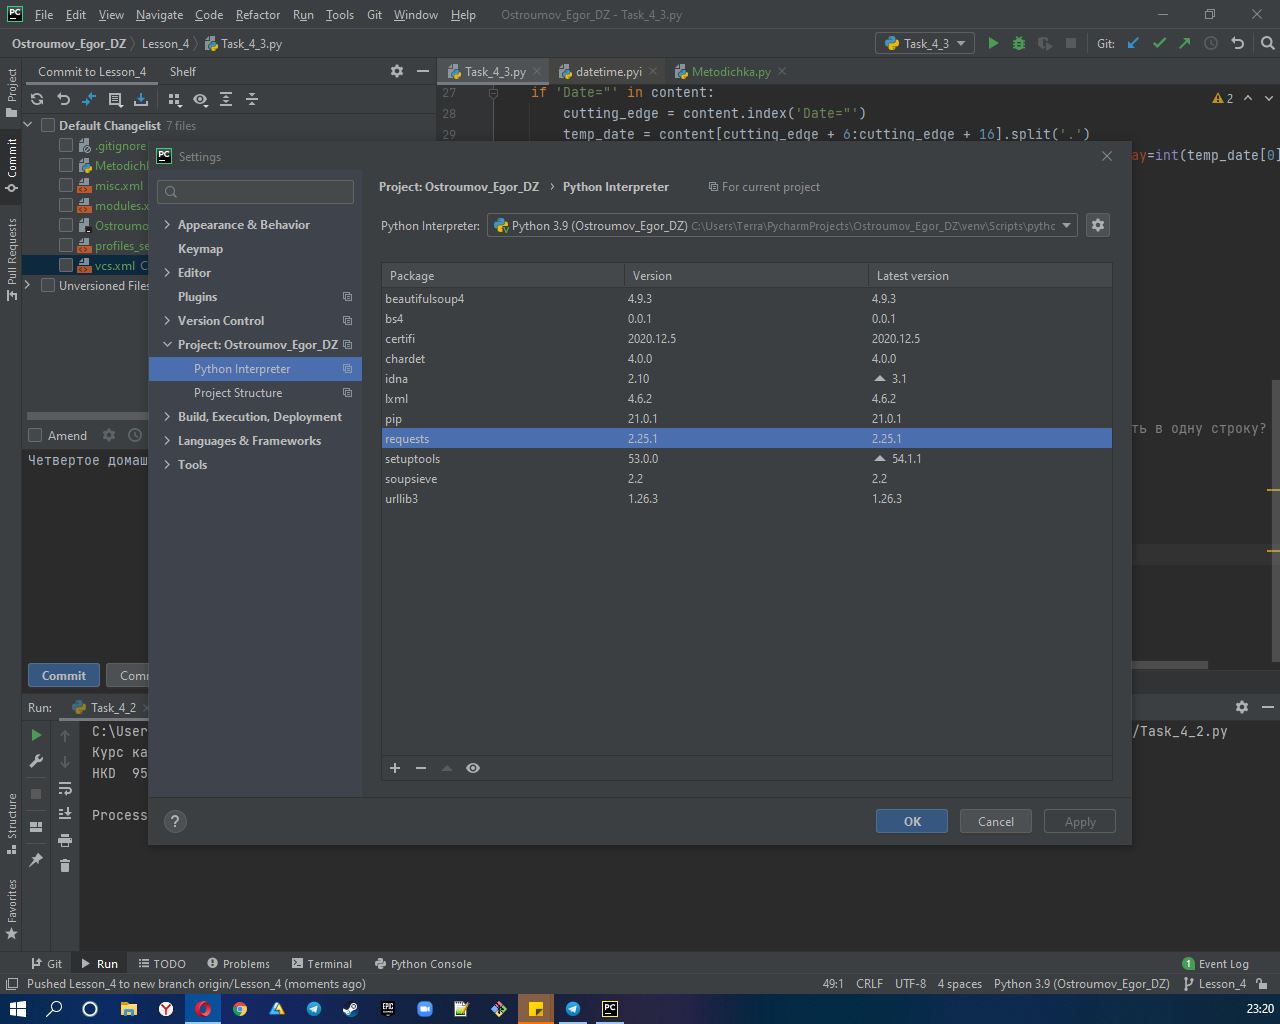 PC File Edit View Navigate Code Refactor Run Tools Git Window Help Ostroumov_Egor_DZ - Task_4_3.py
Ostroumov_Egor_DZ Lesson_4 Task_4_3.py Task_4_3 Git:
Project
Commit
Pull Requests
Structure
Favorites
Commit to Lesson_4 Shelf
Default Changelist 7 files
.gitignore
Metodichk
misc.xml
modules.x
Ostroumo
profiles_se
vcs.xml C
Unversioned Files
Amend
Четвертое домаш
Commit Comm
Task_4_3.py datetime.pyi Metodichka.py
27 if 'Date="' in content: 2
28 cutting_edge = content.index('Date="')
29 temp_date = content[cutting_edge + 6:cutting_edge + 16].split('.')
ay=int(temp_date[0]
ть в одну строку?
PC Settings
Appearance & Behavior
Keymap
Editor
Plugins
Version Control
Project: Ostroumov_Egor_DZ
Python Interpreter
Project Structure
Build, Execution, Deployment
Languages & Frameworks
Tools
Project: Ostroumov_Egor_DZ › Python Interpreter For current project
Python Interpreter: Python 3.9 (Ostroumov_Egor_DZ) C:\Users\Terra\PycharmProjects\Ostroumov_Egor_DZ\venv\Scripts\pythc
Package Version Latest version
beautifulsoup4 4.9.3 4.9.3
bs4 0.0.1 0.0.1
certifi 2020.12.5 2020.12.5
chardet 4.0.0 4.0.0
idna 2.10 3.1
lxml 4.6.2 4.6.2
pip 21.0.1 21.0.1
requests 2.25.1 2.25.1
setuptools 53.0.0 54.1.1
soupsieve 2.2 2.2
urllib3 1.26.3 1.26.3
? OK Cancel Apply
Run: Task_4_2
C:\User /Task_4_2.py
Курс ка
HKD 95
Process
Git Run TODO Problems Terminal Python Console 1 Event Log
Pushed Lesson_4 to new branch origin/Lesson_4 (moments ago) 49:1 CRLF UTF-8 4 spaces Python 3.9 (Ostroumov_Egor_DZ) Lesson_4
EPIC PC 23:20